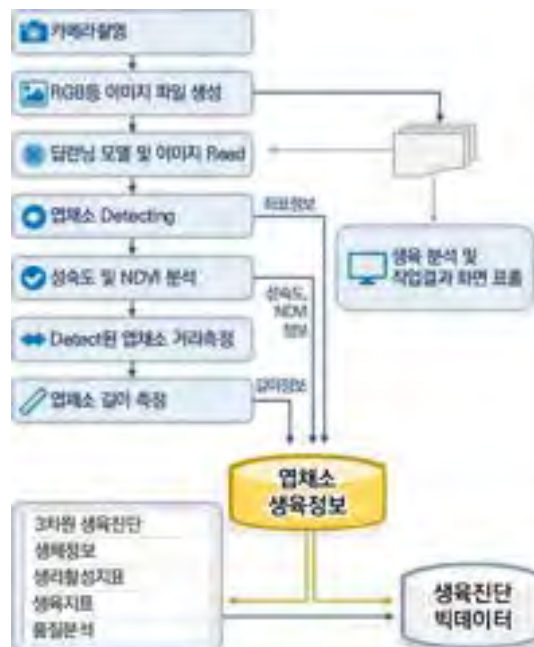 카메라촬영
RGB등 이미지 파일 생성
딥런닝 모델 및 이미지 Read
엽채소 Detecting
좌표정보
생육 분석 및
작업결과 화면 표출
성숙도 및 NDVI 분석
성숙도,
NDVI
정보
Detect된 엽채소 거리측정
엽채소 길이 측정
길이정보
엽채소
생육정보
3차원 생육진단
생체정보
생리활성지표
생육지표
품질분석
생육진단
빅데이터